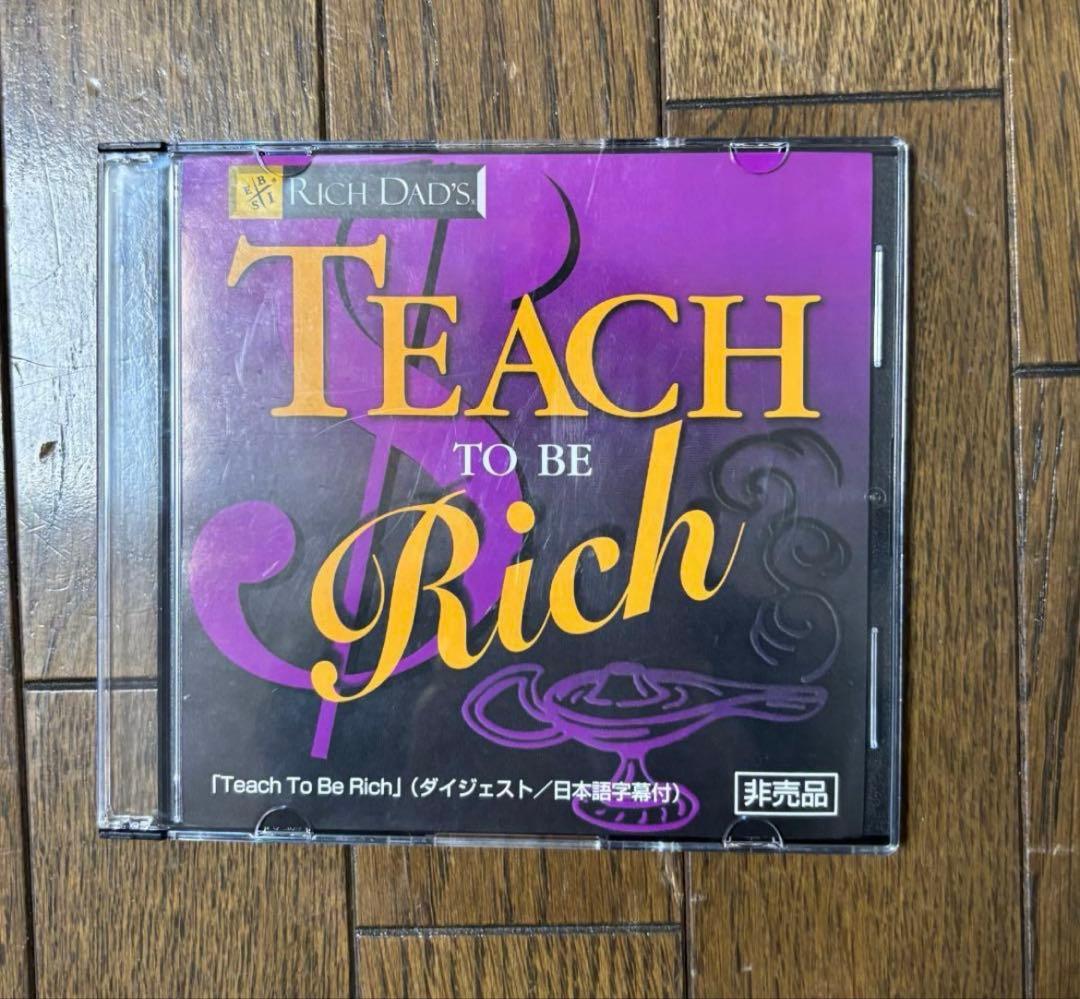 E B S I
RICH DAD'S®
TEACH
TO BE
Rich
「Teach To Be Rich」(ダイジェスト／日本語字幕付)
非売品